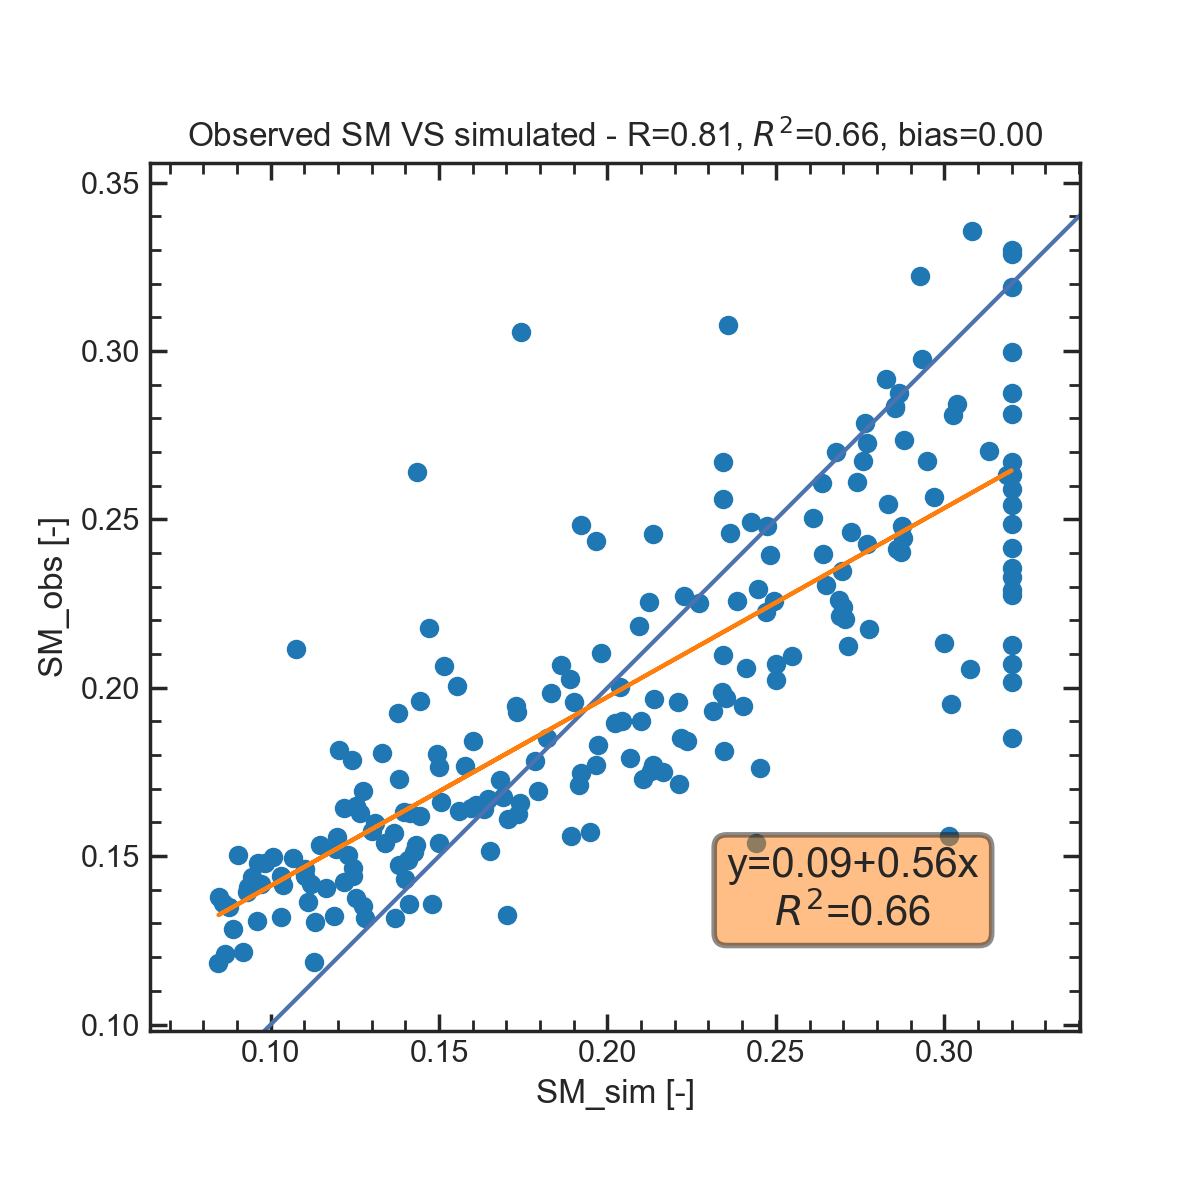 Observed SM VS simulated - R=0.81, R²=0.66, bias=0.00
0.35
0.30
0.25
0.20
0.15
0.10
SM_obs [-]
y=0.09+0.56x
R²=0.66
0.10 0.15 0.20 0.25 0.30
SM_sim [-]